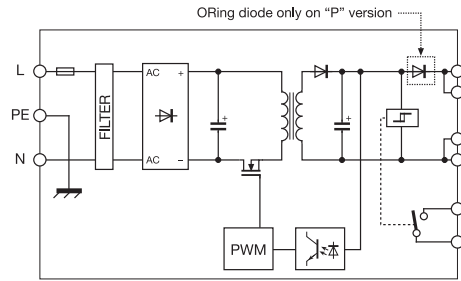 ORing diode only on “P” version
L
PE
N
FILTER
AC +
AC −
+
+
PWM